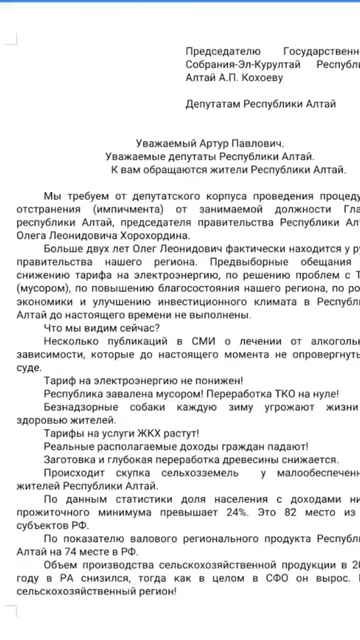 Председателю Государственн
Собрания-Эл-Курултай Республи
Алтай А.П. Кохоеву
Депутатам Республики Алтай
Уважаемый Артур Павлович.
Уважаемые депутаты Республики Алтай.
К вам обращаются жители Республики Алтай.
Мы требуем от депутатского корпуса проведения процеду
отстранения (импичмента) от занимаемой должности Гла
республики Алтай, председателя правительства Республики Алт
Олега Леонидовича Хорохордина.
Больше двух лет Олег Леонидович фактически находится у ру
правительства нашего региона. Предвыборные обещания
снижению тарифа на электроэнергию, по решению проблем с Т
(мусором), по повышению благосостояния нашего региона, по ро
экономики и улучшению инвестиционного климата в Республи
Алтай до настоящего времени не выполнены.
Что мы видим сейчас?
Несколько публикаций в СМИ о лечении от алкоголь
зависимости, которые до настоящего момента не опровергнут
суде.
Тариф на электроэнергию не понижен!
Республика завалена мусором! Переработка ТКО на нуле!
Безнадзорные собаки каждую зиму угрожают жизни
здоровью жителей.
Тарифы на услуги ЖКХ растут!
Реальные располагаемые доходы граждан падают!
Заготовка и глубокая переработка древесины снижается.
Происходит скупка сельхозземель у малообеспеченн
жителей Республики Алтай.
По данным статистики доля населения с доходами ни
прожиточного минимума превышает 24%. Это 82 место из
субъектов РФ.
По показателю валового регионального продукта Республ
Алтай на 74 месте в РФ.
Объем производства сельскохозяйственной продукции в 20
году в РА снизился, тогда как в целом в СФО он вырос.
сельскохозяйственный регион!